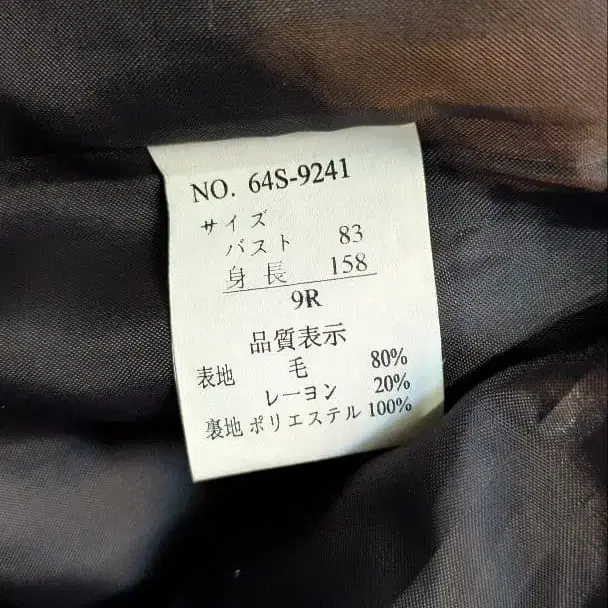 NO. 64S-9241
サイズ
バスト 83
身長 158
9R
品質表示
表地 毛 80%
レーヨン 20%
裏地 ポリエステル 100%